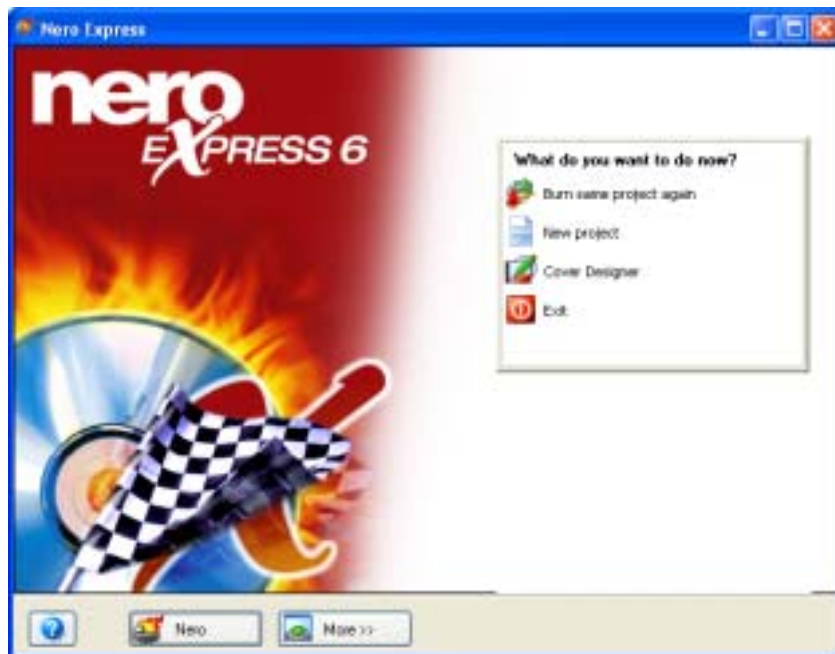 Nero Express
nero
EXPRESS 6
What do you want to do now?
Burn same project again
New project
Cover Designer
Exit
?
Nero
More >>